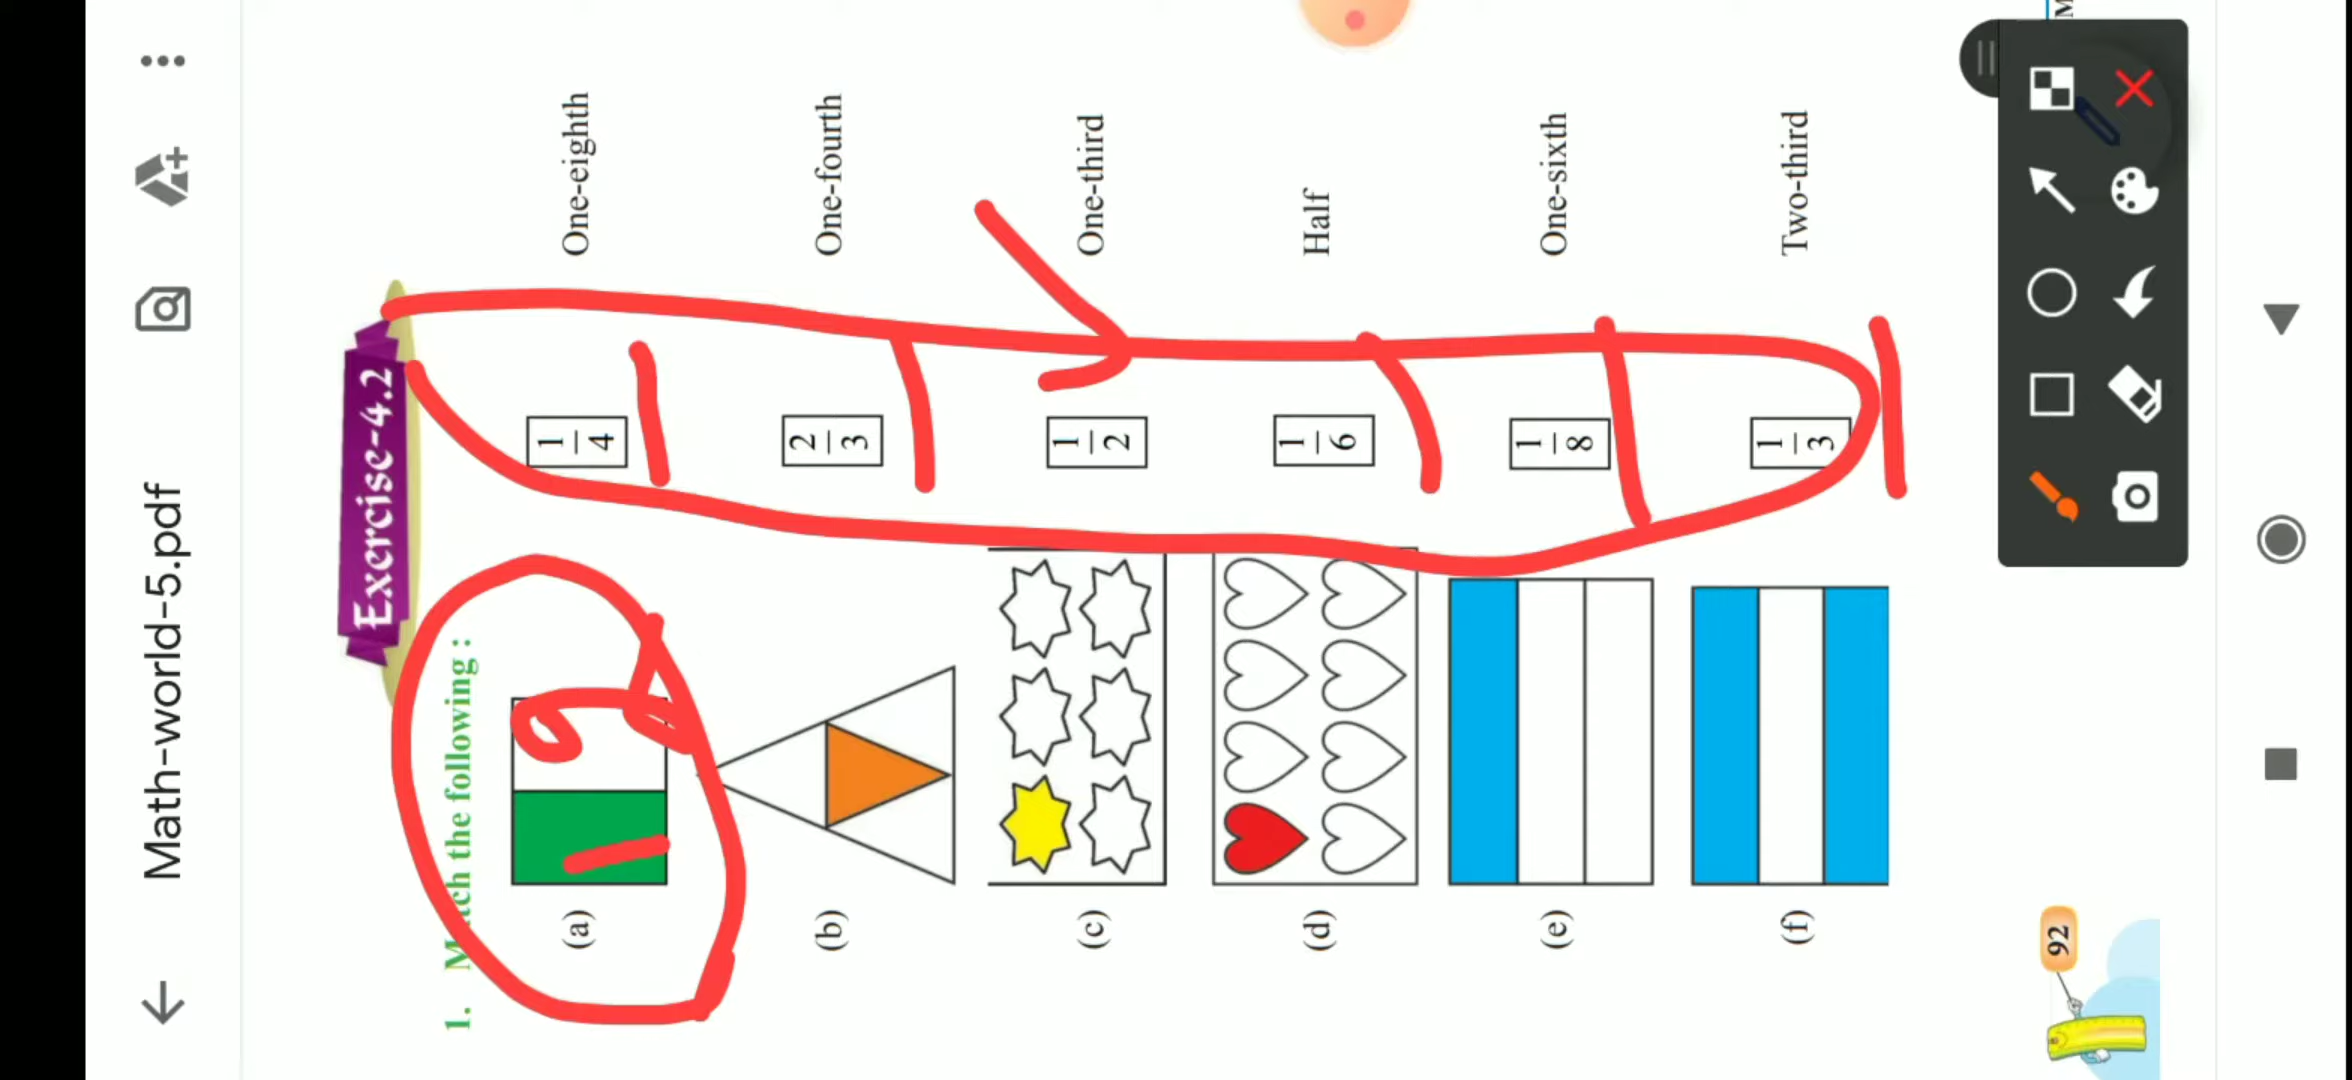 Math-world-5.pdf
Exercise-4.2
1. Match the following :
(a) 1/4 One-eighth
(b) 2/3 One-fourth
(c) 1/2 One-third
(d) 1/6 Half
(e) 1/8 One-sixth
(f) 1/3 Two-third
92
M